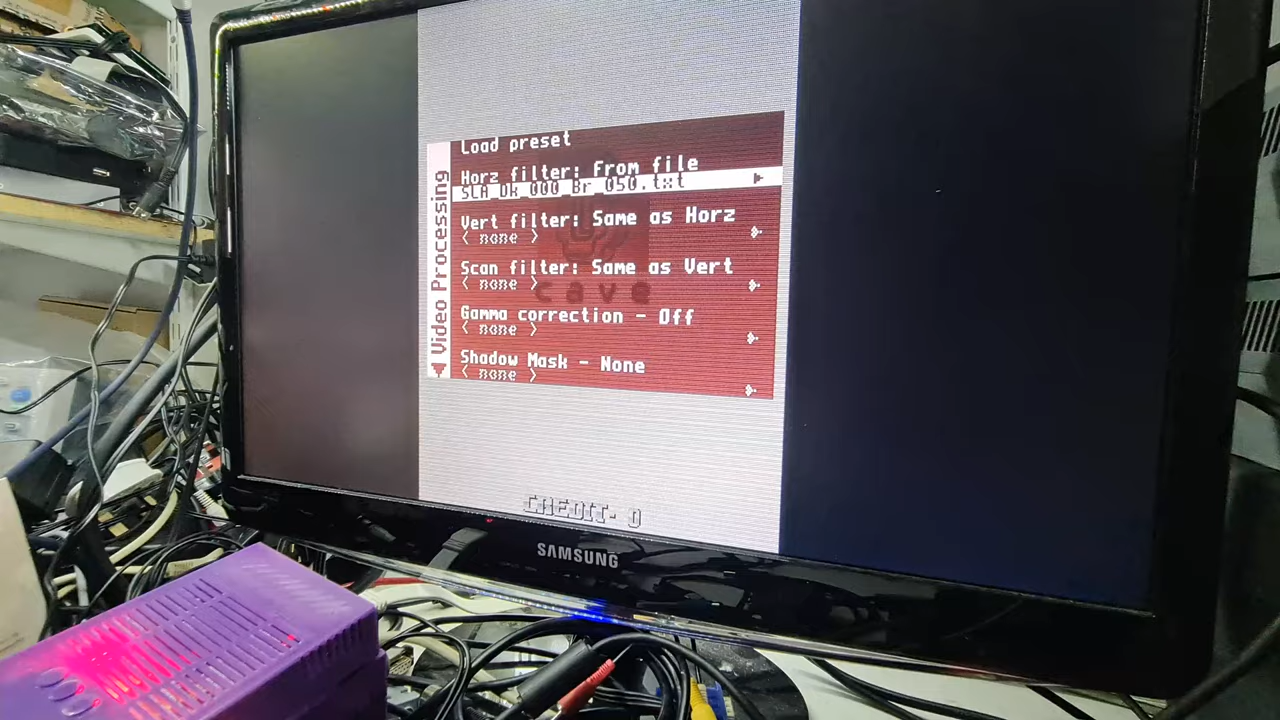 Load preset
Horz filter: From file
SLA_Dk_000_Br_050.txt
Vert filter: Same as Horz
< none >
Scan filter: Same as Vert
< none >
cave
Gamma correction - Off
< none >
Shadow Mask - None
< none >
Video Processing
CREDIT- 0
SAMSUNG